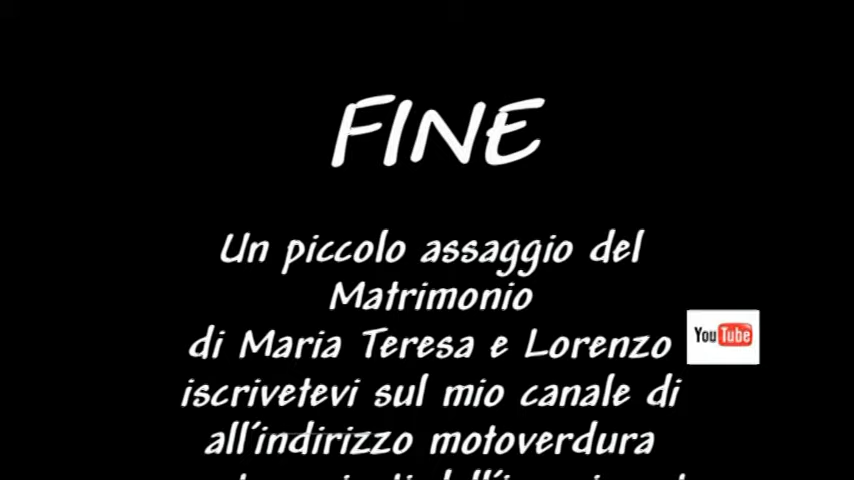 FINE
Un piccolo assaggio del
Matrimonio
di Maria Teresa e Lorenzo
YouTube
iscrivetevi sul mio canale di
all'indirizzo motoverdura